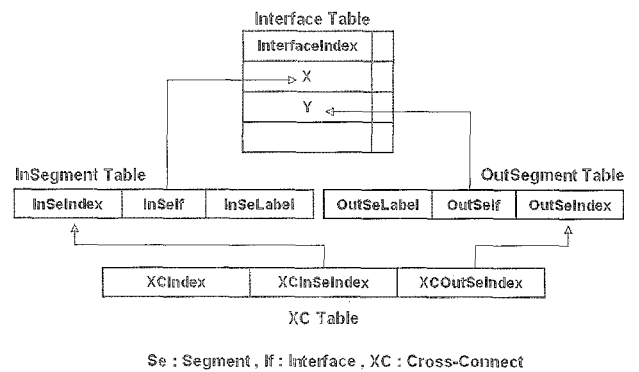 Interface Table
InterfaceIndex
X
Y
InSegment Table
OutSegment Table
InSeIndex InSeIf InSeLabel
OutSeLabel OutSeIf OutSeIndex
XCIndex XCInSeIndex XCOutSeIndex
XC Table
Se : Segment , If : Interface , XC : Cross-Connect